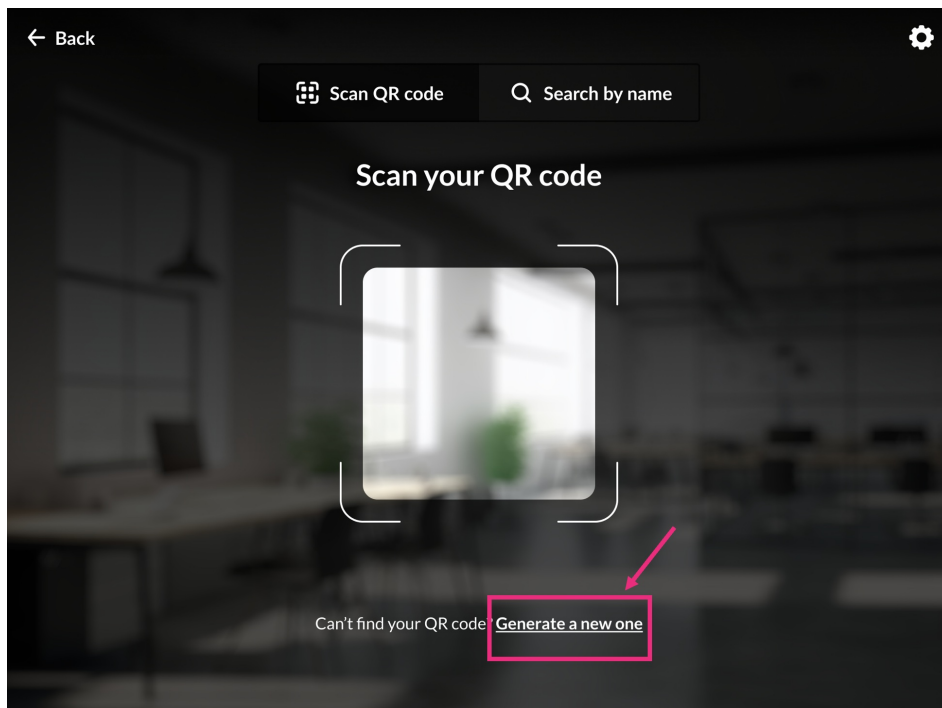 Back
Scan QR code
Search by name
Scan your QR code
Can't find your QR code? Generate a new one